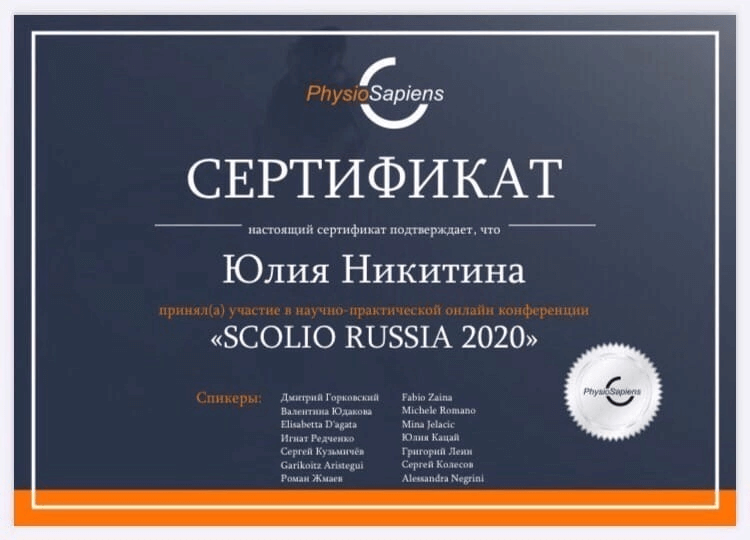 PhysioSapiens
СЕРТИФИКАТ
настоящий сертификат подтверждает, что
Юлия Никитина
принял(а) участие в научно-практической онлайн конференции
«SCOLIO RUSSIA 2020»
PhysioSapiens
Спикеры:
Дмитрий Горковский
Валентина Юдакова
Elisabetta D'agata
Игнат Редченко
Сергей Кузьмичёв
Garikoitz Aristegui
Роман Жмаев
Fabio Zaina
Michele Romano
Mina Jelacic
Юлия Кацай
Григорий Леин
Сергей Колесов
Alessandra Negrini